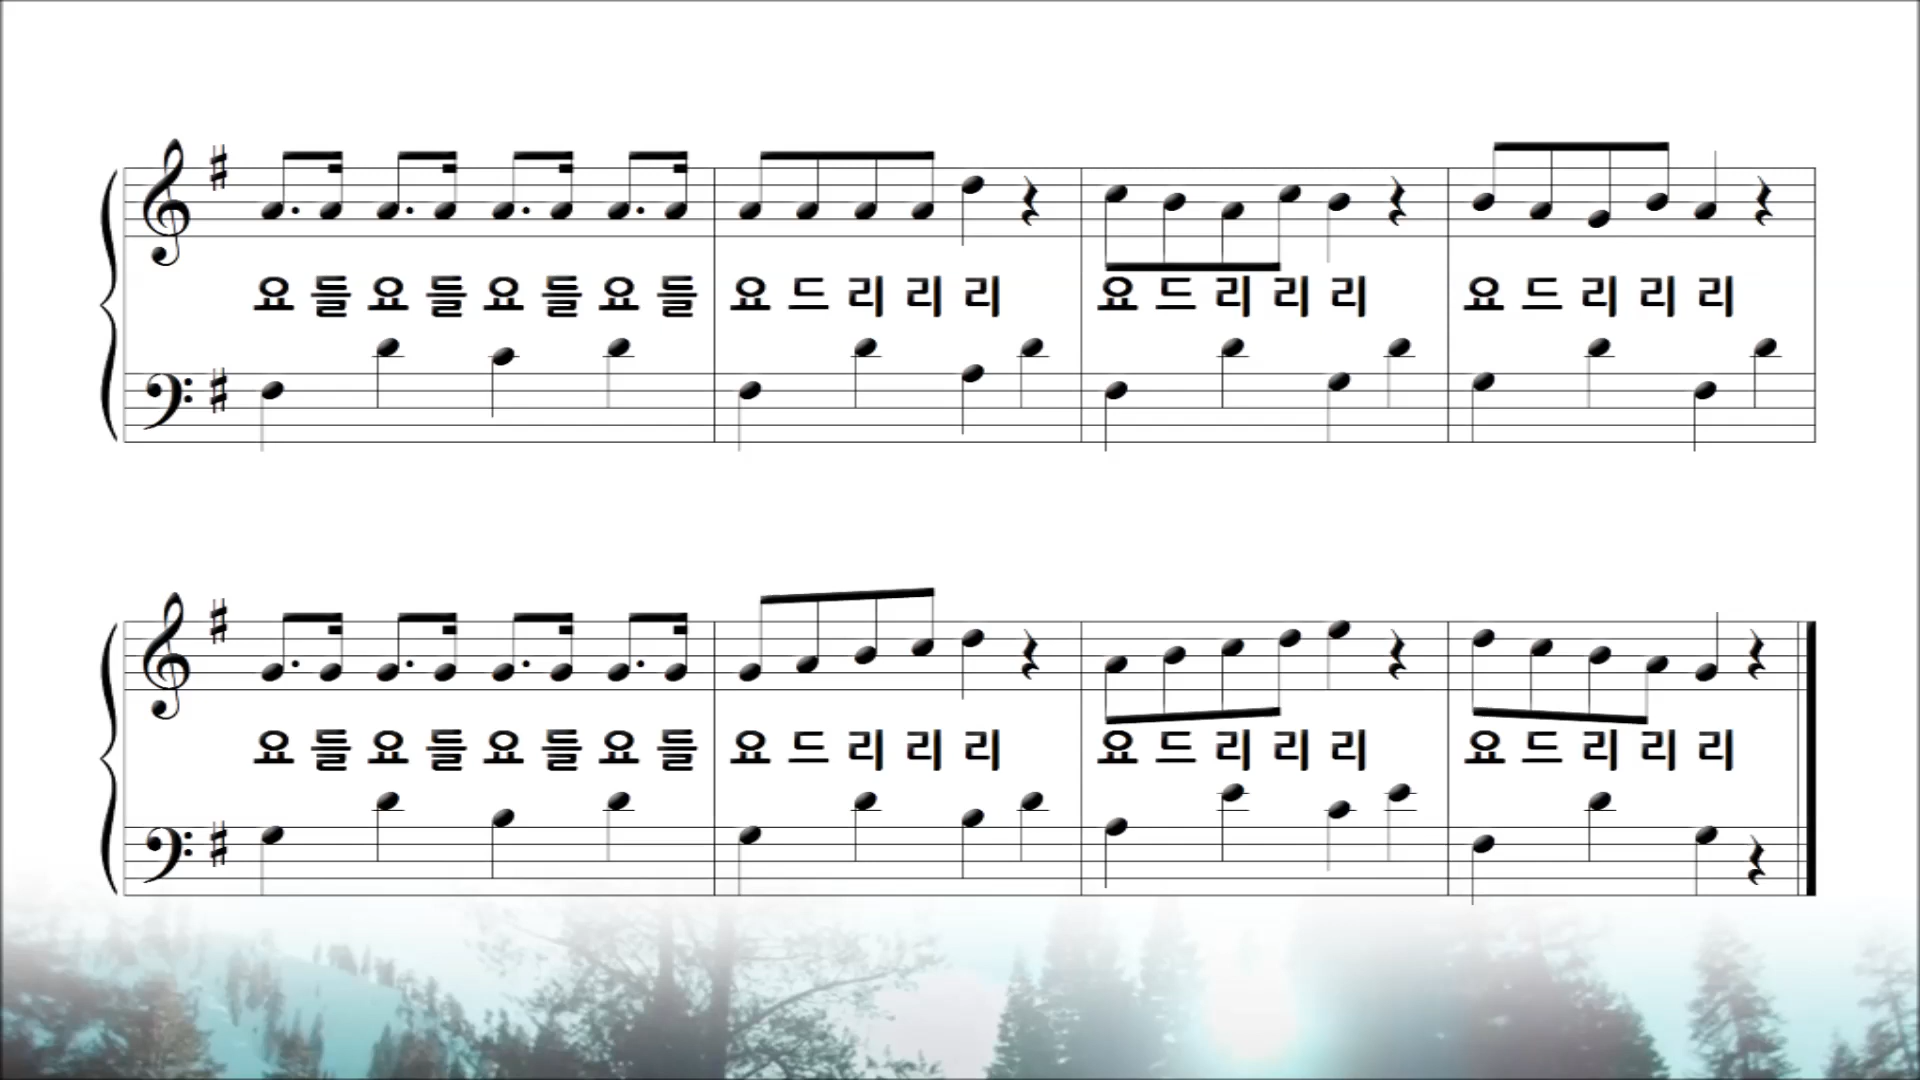 요 들 요 들 요 들 요 들 요 드 리 리 리 요 드 리 리 리 요 드 리 리 리
요 들 요 들 요 들 요 들 요 드 리 리 리 요 드 리 리 리 요 드 리 리 리